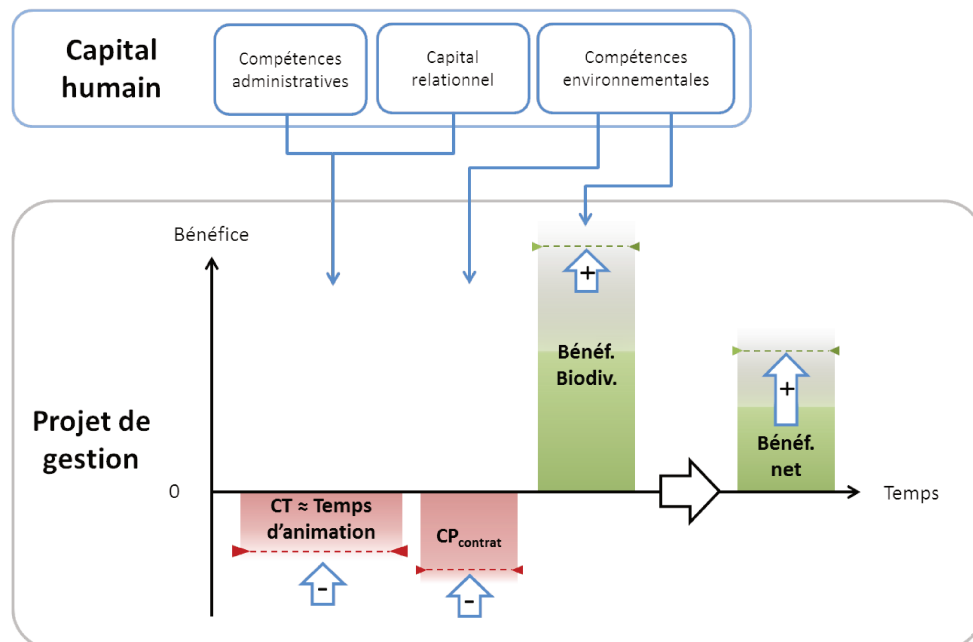 Capital
humain
Compétences
administratives
Capital
relationnel
Compétences
environnementales
Bénéfice
+
Bénéf.
Biodiv.
+
Bénéf.
net
Projet de
gestion
0
Temps
CT ≈ Temps
d’animation
CPcontrat
-
-